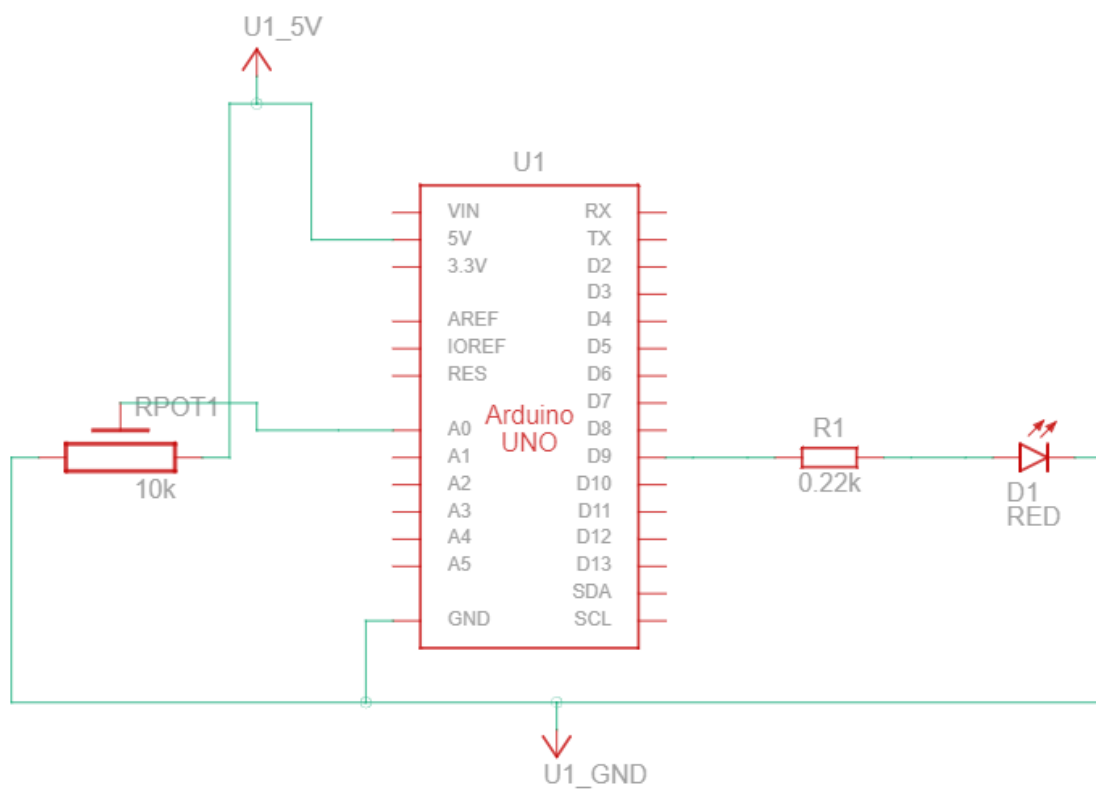 U1_5V
U1
VIN RX
5V TX
3.3V D2
D3
AREF D4
IOREF D5
RES D6
D7
RPOT1
Arduino
UNO
A0 D8
A1 D9
A2 D10
A3 D11
A4 D12
A5 D13
SDA
GND SCL
10k
R1
0.22k
D1
RED
U1_GND